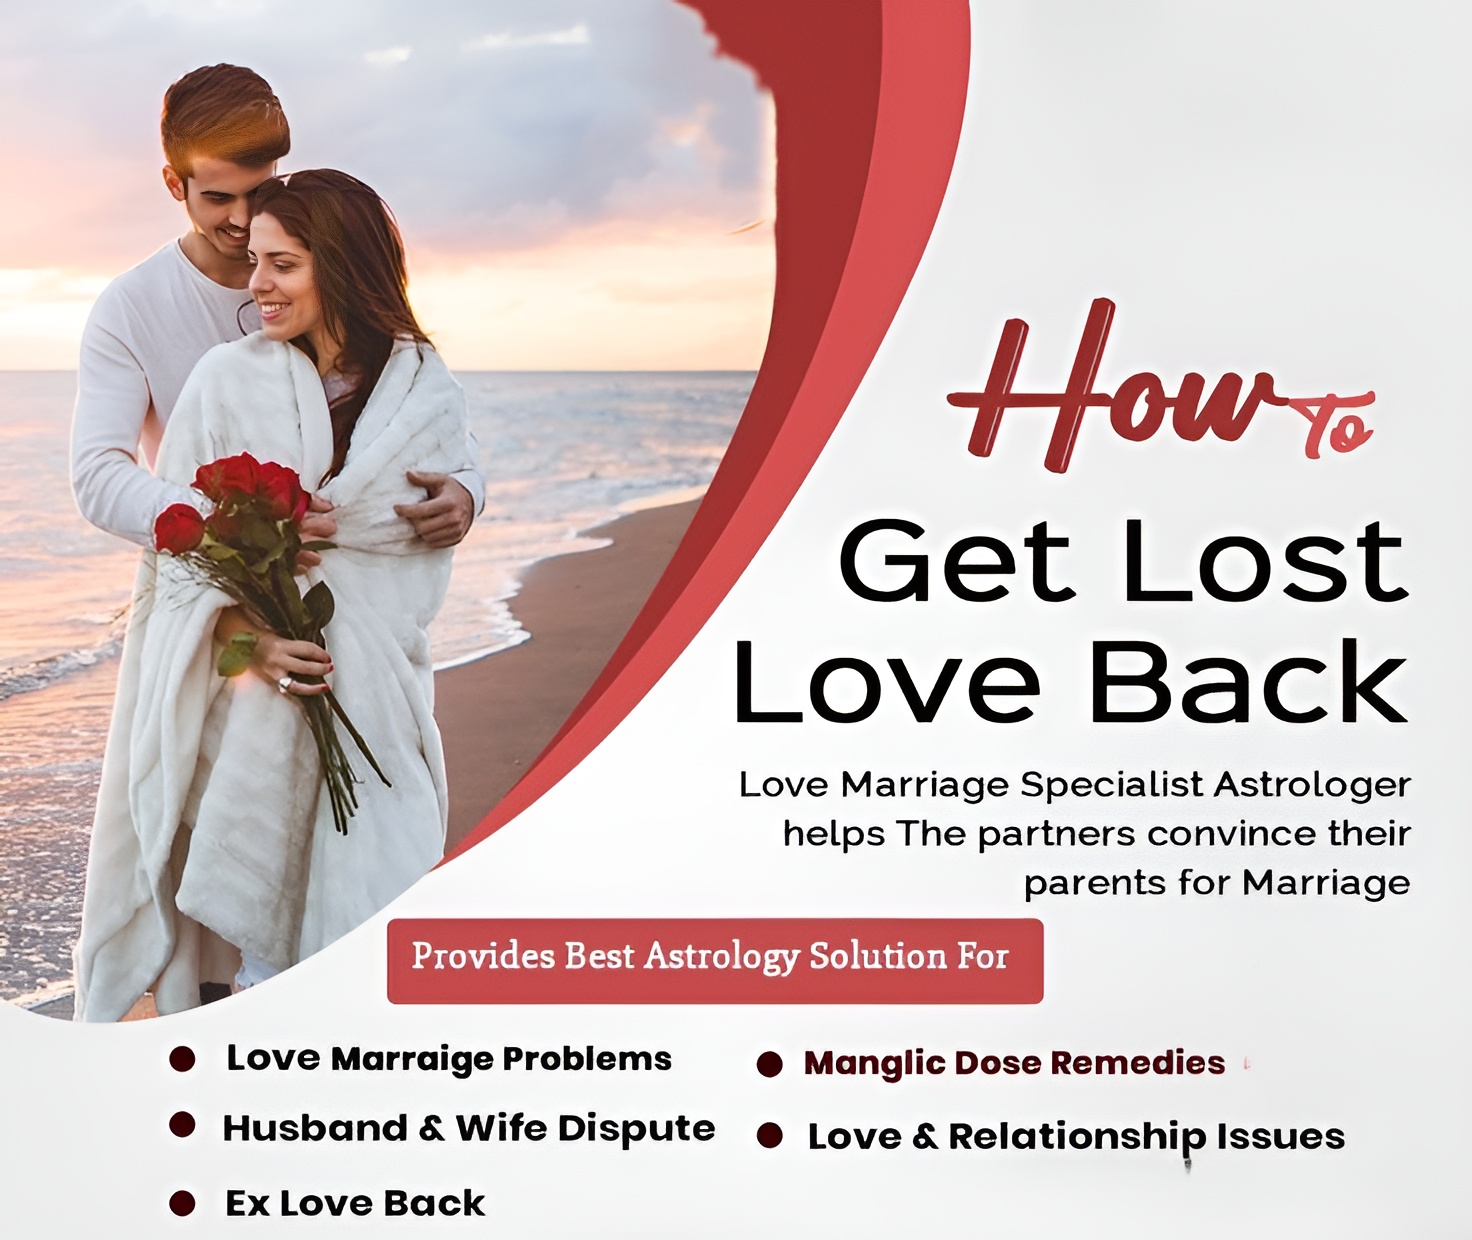 How To
Get Lost
Love Back
Love Marriage Specialist Astrologer
helps The partners convince their
parents for Marriage
Provides Best Astrology Solution For
Love Marraige Problems
Husband & Wife Dispute
Ex Love Back
Manglic Dose Remedies
Love & Relationship Issues